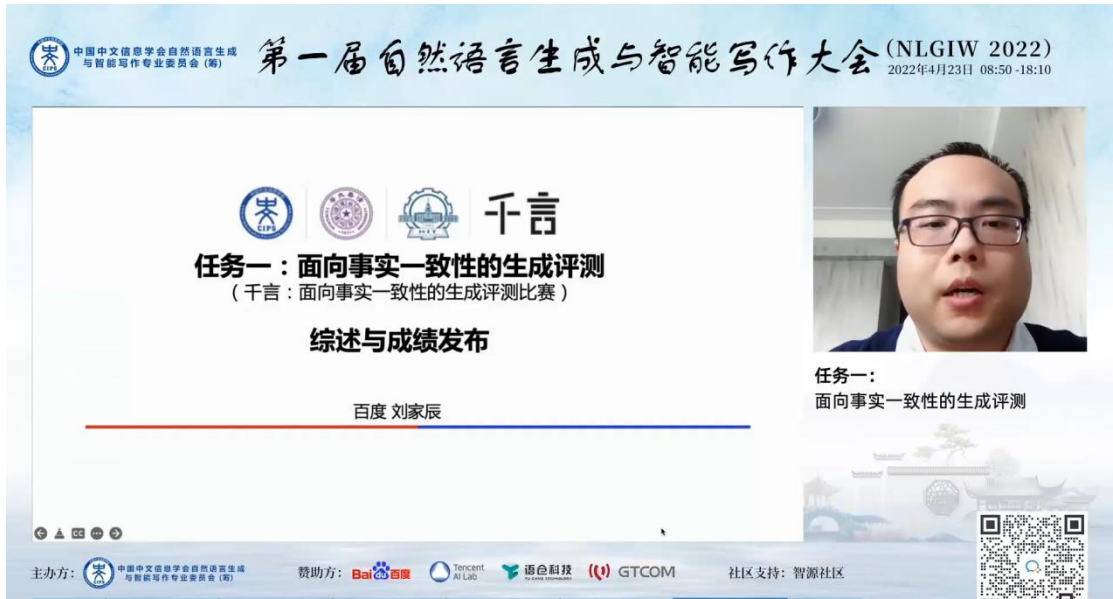 CIPS
中国中文信息学会自然语言生成
与智能写作专业委员会(筹)
第一届自然语言生成与智能写作大会
(NLGIW 2022)
2022年4月23日 08:50-18:10
CIPS
千言
任务一：面向事实一致性的生成评测
（千言：面向事实一致性的生成评测比赛）
综述与成绩发布
百度 刘家辰
任务一：
面向事实一致性的生成评测
CC
主办方：
中国中文信息学会自然语言生成
与智能写作专业委员会(筹)
赞助方：
Bai du 百度
Tencent
AI Lab
语仓科技
GTCOM
社区支持：智源社区